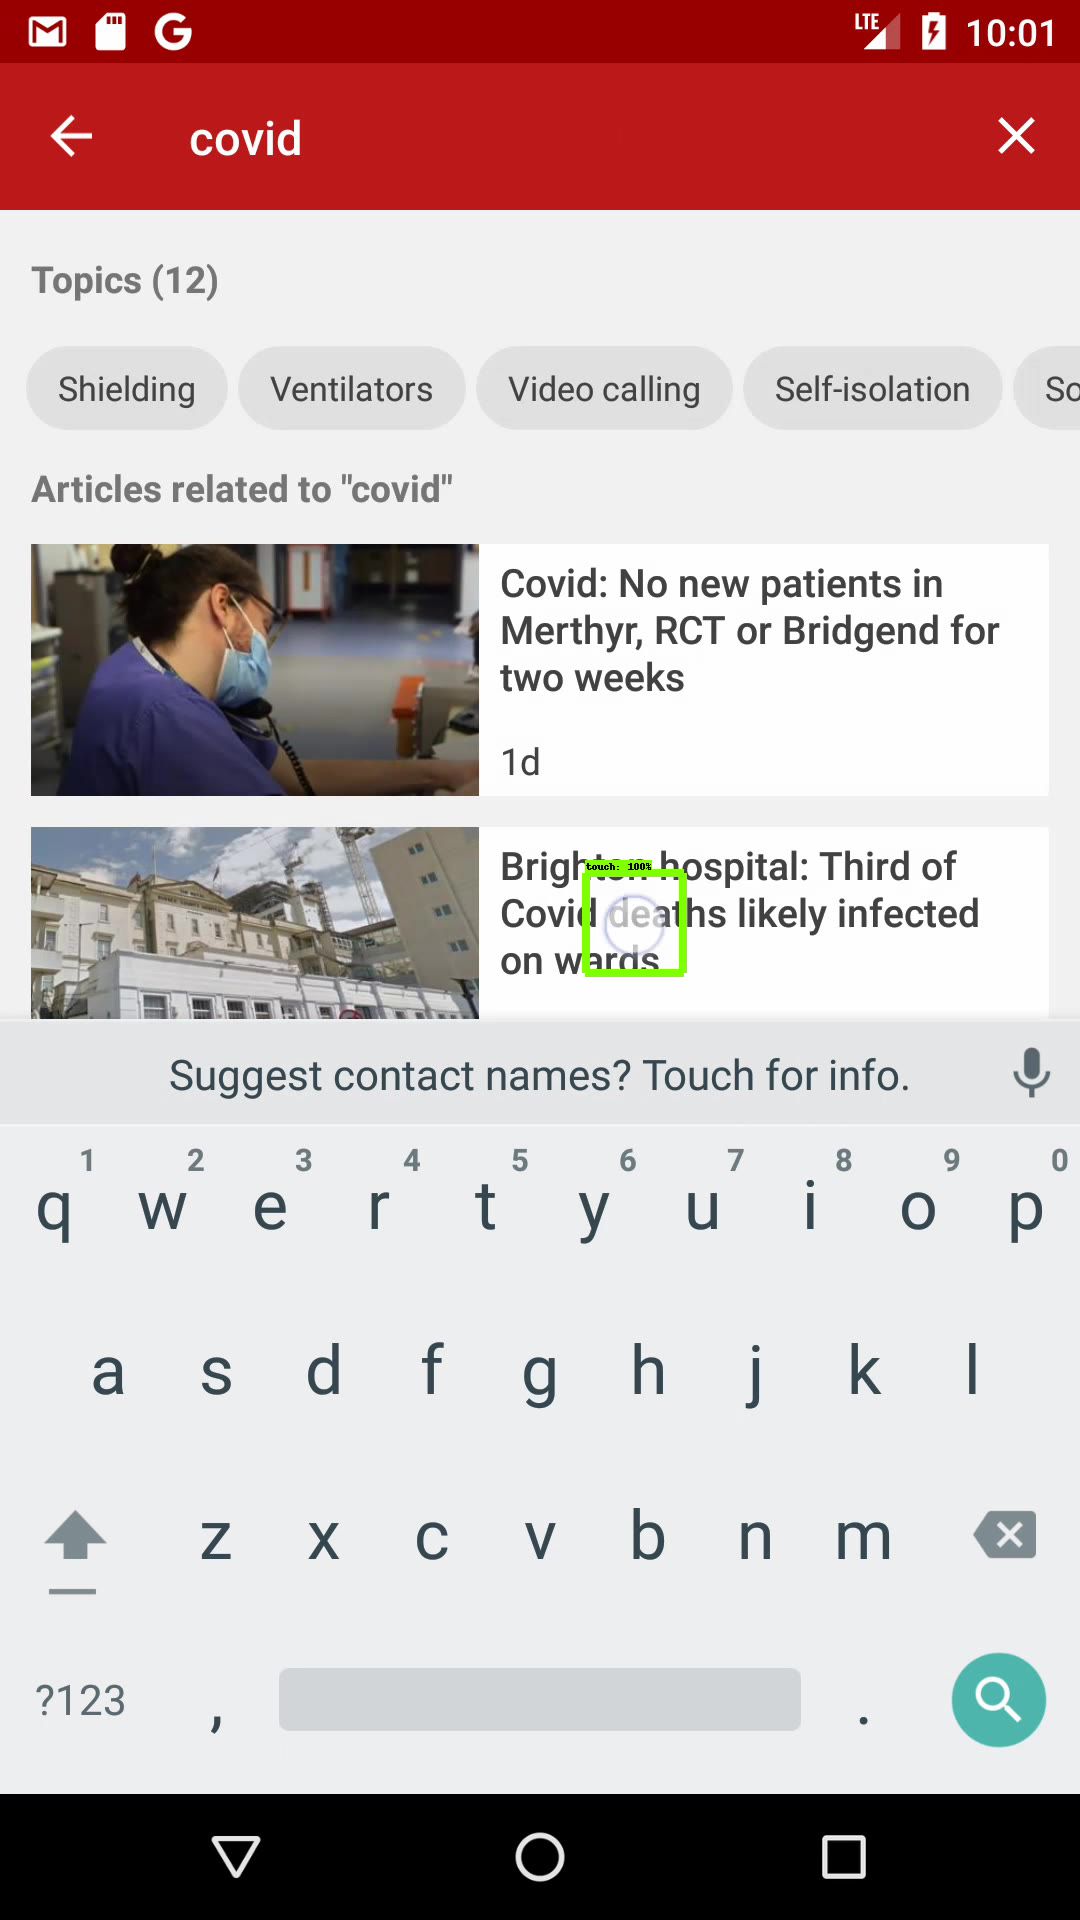 LTE 10:01
covid
Topics (12)
Shielding Ventilators Video calling Self-isolation So
Articles related to "covid"
Covid: No new patients in
Merthyr, RCT or Bridgend for
two weeks
1d
Brighton hospital: Third of
touch: 100%
Covid deaths likely infected
on wards
Suggest contact names? Touch for info.
1 2 3 4 5 6 7 8 9 0
q w e r t y u i o p
a s d f g h j k l
z x c v b n m
?123 , .